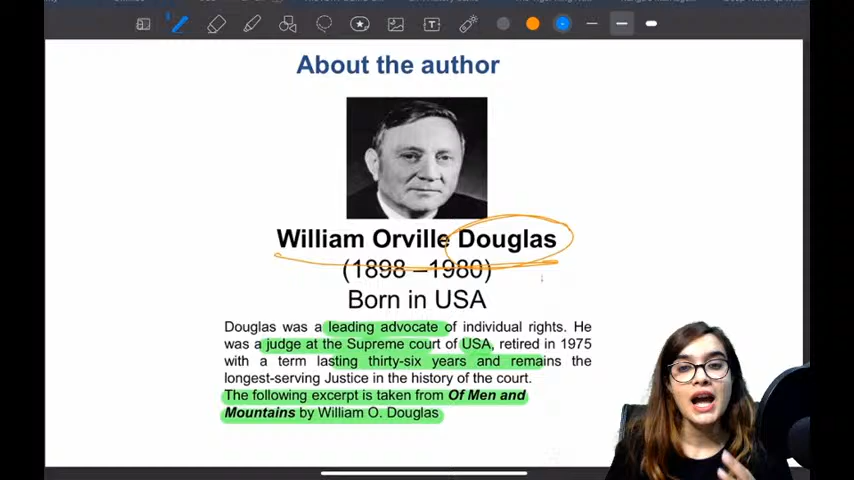 About the author
William Orville Douglas
(1898 –1980)
Born in USA
Douglas was a leading advocate of individual rights. He
was a judge at the Supreme court of USA, retired in 1975
with a term lasting thirty-six years and remains the
longest-serving Justice in the history of the court.
The following excerpt is taken from Of Men and
Mountains by William O. Douglas